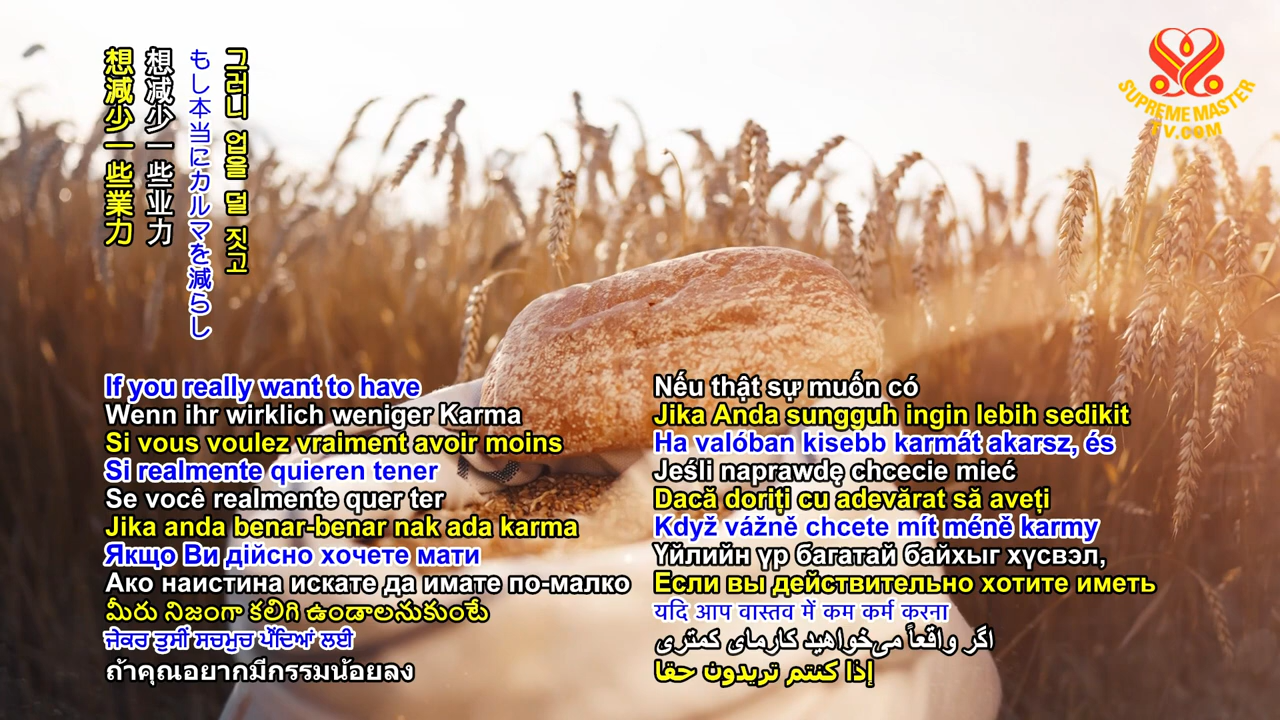 想減少一些業力
想减少一些业力
もし本当にカルマを減らし
그러니 업을 덜 짓고
SUPREME MASTER
TV.COM
If you really want to have
Wenn ihr wirklich weniger Karma
Si vous voulez vraiment avoir moins
Si realmente quieren tener
Se você realmente quer ter
Jika anda benar-benar nak ada karma
Якщо Ви дійсно хочете мати
Ако наистина искате да имате по-малко
మీరు నిజంగా కలిగి ఉండాలనుకుంటే
ਜੇਕਰ ਤੁਸੀਂ ਸਚਮੁਚ ਪੌਦਿਆਂ ਲਈ
ถ้าคุณอยากมีกรรมน้อยลง
Nếu thật sự muốn có
Jika Anda sungguh ingin lebih sedikit
Ha valóban kisebb karmát akarsz, és
Jeśli naprawdę chcecie mieć
Dacă doriți cu adevărat să aveți
Když vážně chcete mít méně karmy
Үйлийн үр багатай байхыг хүсвэл,
Если вы действительно хотите иметь
यदि आप वास्तव में कम कर्म करना
اگر واقعاً می‌خواهید کارمای کمتری
إذا كنتم تريدون حقا